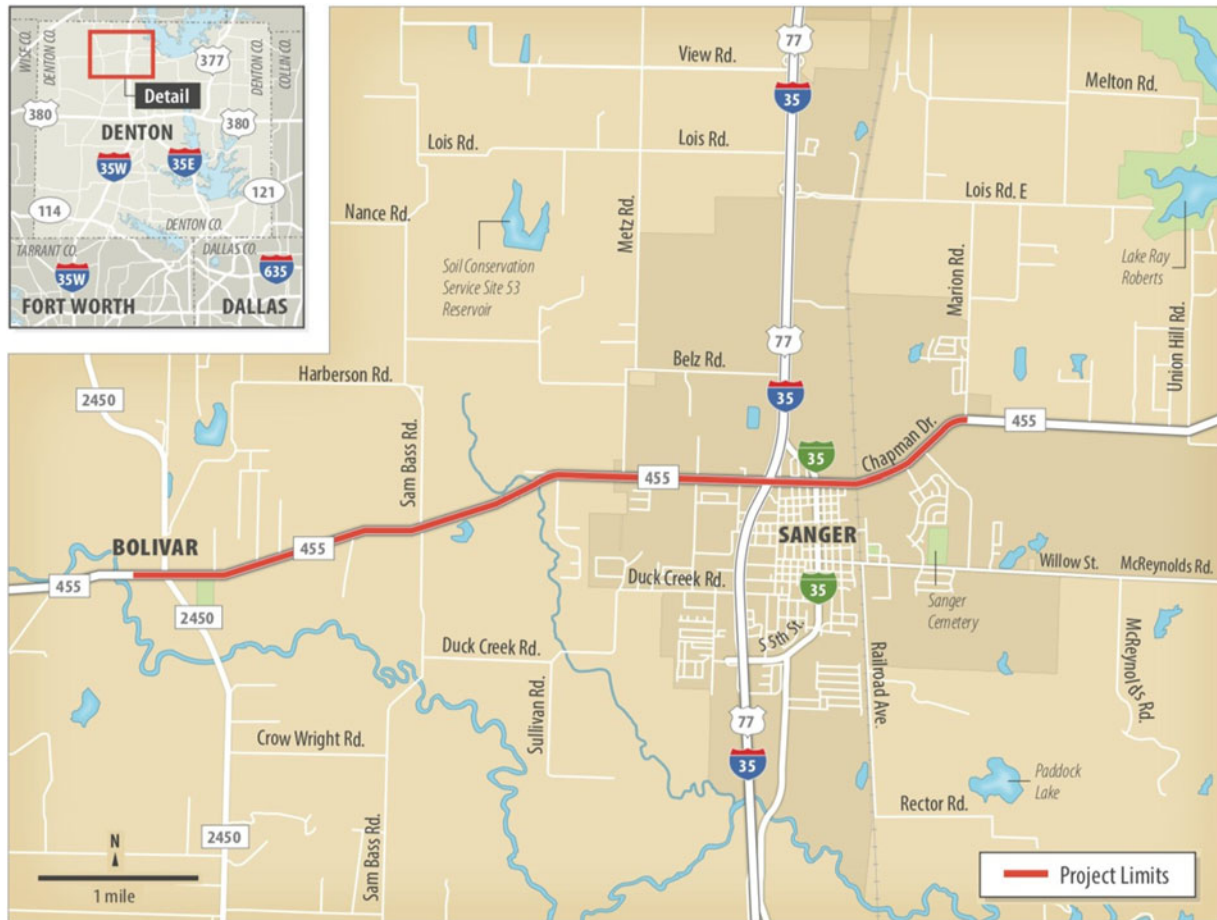 WISE CO.
DENTON CO.
377
DENTON CO.
COLLIN CO.
Detail
380
380
DENTON
35W
35E
121
114
DENTON CO.
TARRANT CO.
DALLAS CO.
35W
635
FORT WORTH
DALLAS
77
View Rd.
35
Melton Rd.
Lois Rd.
Lois Rd.
Lois Rd. E
Nance Rd.
Metz Rd.
Soil Conservation
Service Site 53
Reservoir
Marion Rd.
Lake Ray
Roberts
Union Hill Rd.
77
Belz Rd.
35
Harberson Rd.
2450
Sam Bass Rd.
Chapman Dr.
455
35
455
455
BOLIVAR
SANGER
455
455
Willow St.
McReynolds Rd.
Duck Creek Rd.
35
Sanger
Cemetery
2450
S 5th St.
Duck Creek Rd.
Sullivan Rd.
Railroad Ave.
McReynolds Rd.
77
Crow Wright Rd.
35
Paddock
Lake
Rector Rd.
2450
Sam Bass Rd.
N
1 mile
Project Limits